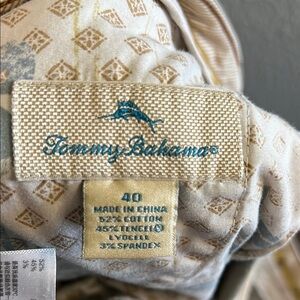 Tommy Bahama®
40
MADE IN CHINA
52% COTTON
45% TENCEL®
LYOCELL
3% SPANDEX